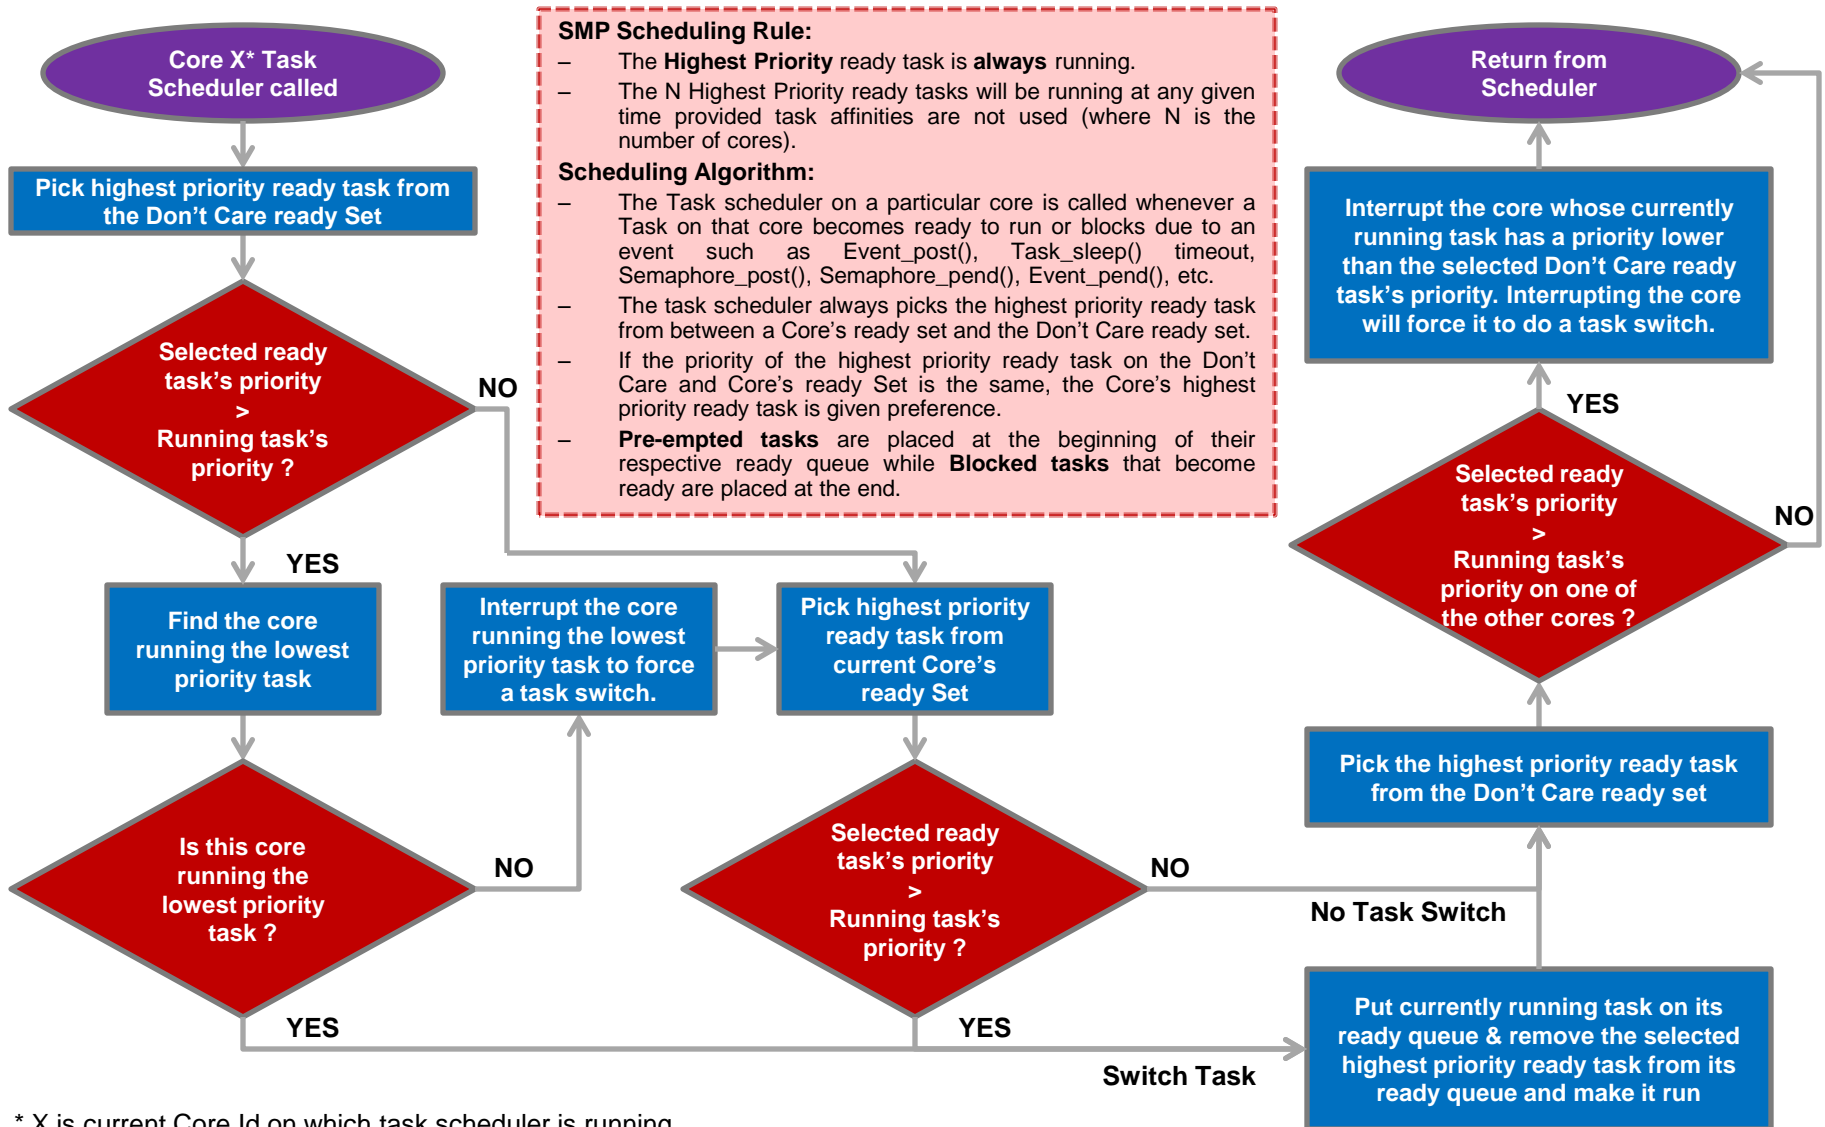 Core X* Task
Scheduler called
Pick highest priority ready task from
the Don't Care ready Set
Selected ready
task's priority
>
Running task's
priority ?
NO
YES
Find the core
running the lowest
priority task
Is this core
running the
lowest priority
task ?
NO
YES
Interrupt the core
running the lowest
priority task to force
a task switch.
SMP Scheduling Rule:
– The Highest Priority ready task is always running.
– The N Highest Priority ready tasks will be running at any given
time provided task affinities are not used (where N is the
number of cores).
Scheduling Algorithm:
– The Task scheduler on a particular core is called whenever a
Task on that core becomes ready to run or blocks due to an
event such as Event_post(), Task_sleep() timeout,
Semaphore_post(), Semaphore_pend(), Event_pend(), etc.
– The task scheduler always picks the highest priority ready task
from between a Core's ready set and the Don't Care ready set.
– If the priority of the highest priority ready task on the Don't
Care and Core's ready Set is the same, the Core's highest
priority ready task is given preference.
– Pre-empted tasks are placed at the beginning of their
respective ready queue while Blocked tasks that become
ready are placed at the end.
Pick highest priority
ready task from
current Core's
ready Set
Selected ready
task's priority
>
Running task's
priority ?
NO
No Task Switch
YES
Switch Task
Put currently running task on its
ready queue & remove the selected
highest priority ready task from its
ready queue and make it run
Pick the highest priority ready task
from the Don't Care ready set
Selected ready
task's priority
>
Running task's
priority on one of
the other cores ?
NO
YES
Interrupt the core whose currently
running task has a priority lower
than the selected Don't Care ready
task's priority. Interrupting the core
will force it to do a task switch.
Return from
Scheduler
* X is current Core Id on which task scheduler is running